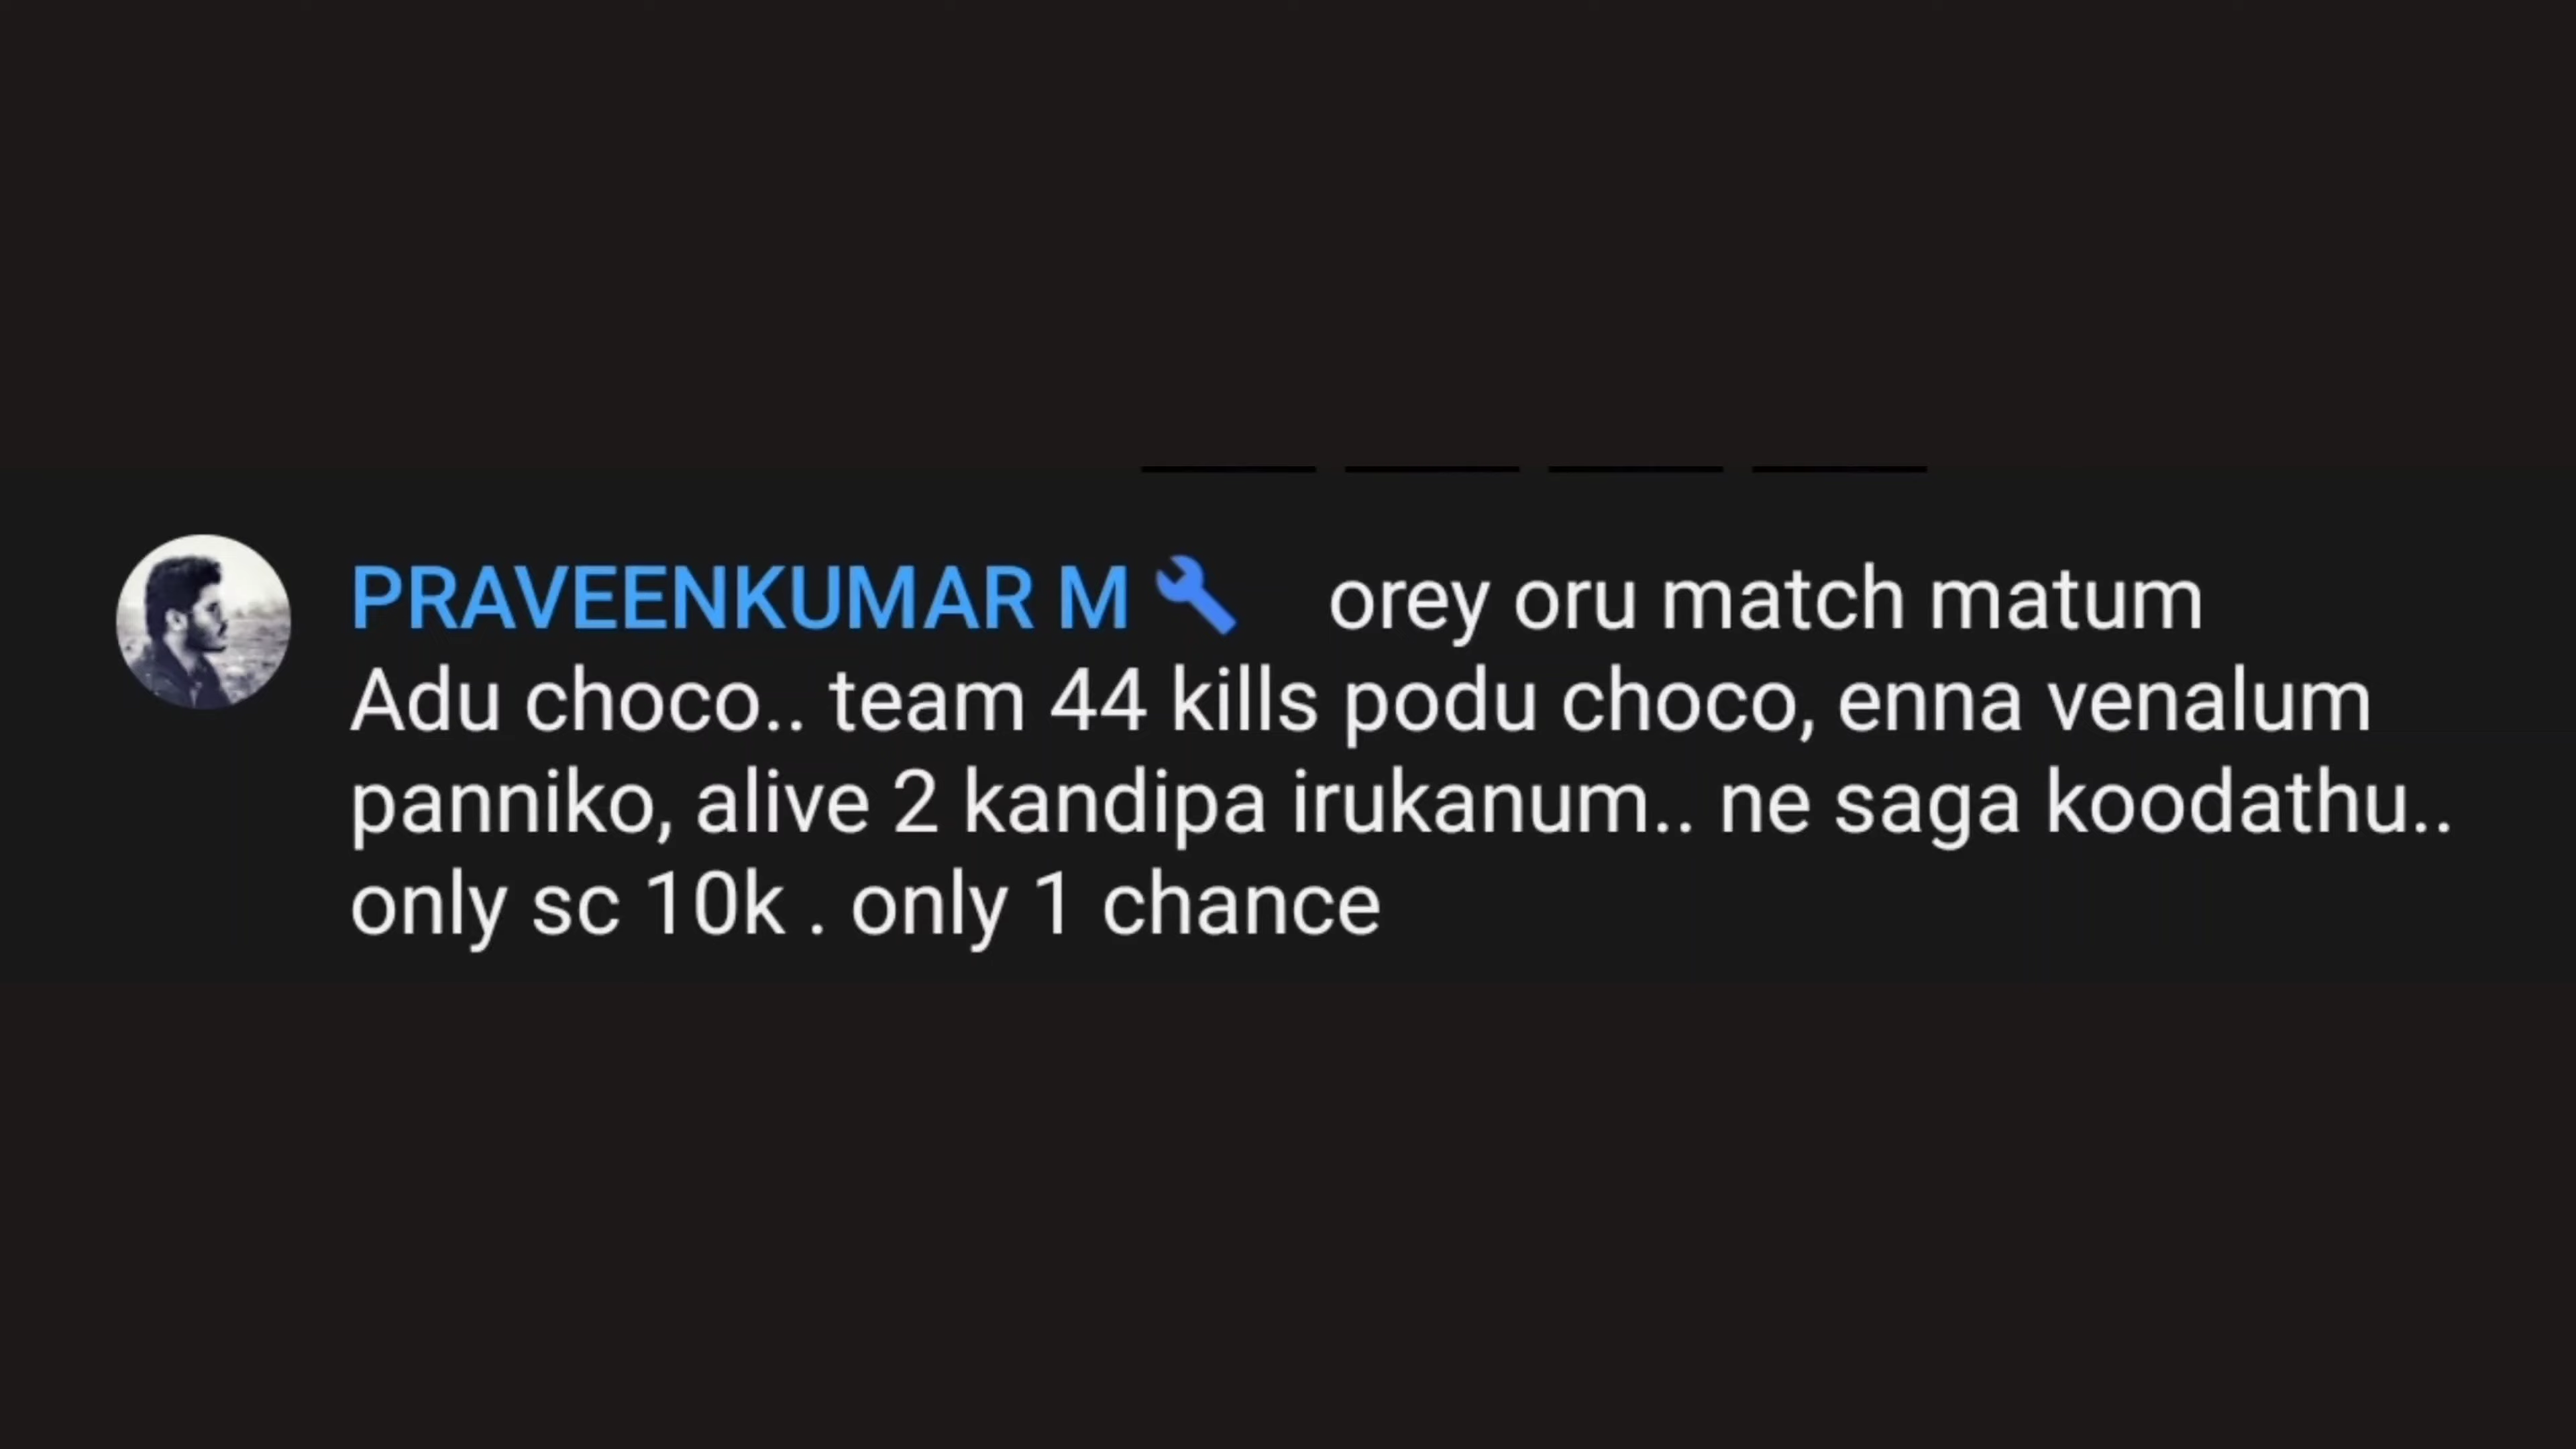 PRAVEENKUMAR M orey oru match matum
Adu choco.. team 44 kills podu choco, enna venalum
panniko, alive 2 kandipa irukanum.. ne saga koodathu..
only sc 10k . only 1 chance